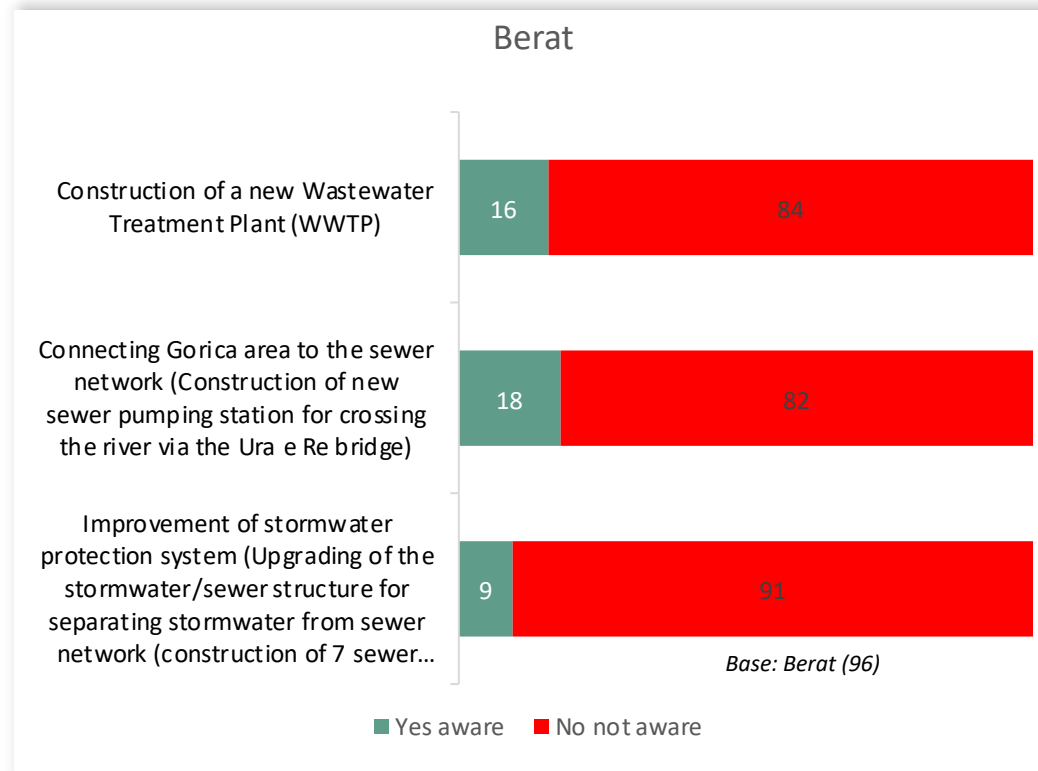 Berat
Construction of a new Wastewater
Treatment Plant (WWTP)
16
84
Connecting Gorica area to the sewer
network (Construction of new
sewer pumping station for crossing
the river via the Ura e Re bridge)
18
82
Improvement of stormwater
protection system (Upgrading of the
stormwater/sewer structure for
separating stormwater from sewer
network (construction of 7 sewer...
9
91
Base: Berat (96)
Yes aware
No not aware